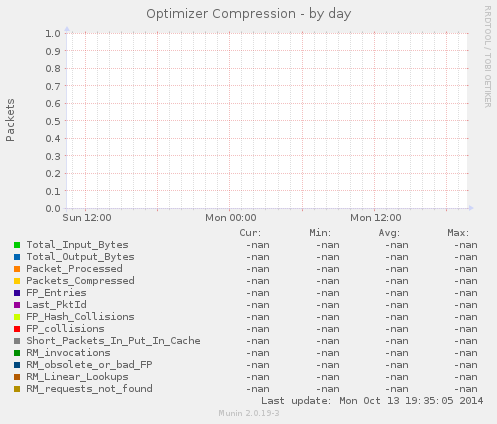 Optimizer Compression - by day
RRDTOOL / TOBI OETIKER
Packets
1.0
0.9
0.8
0.7
0.6
0.5
0.4
0.3
0.2
0.1
0.0
Sun 12:00 Mon 00:00 Mon 12:00
Cur: Min: Avg: Max:
Total_Input_Bytes -nan -nan -nan -nan
Total_Output_Bytes -nan -nan -nan -nan
Packet_Processed -nan -nan -nan -nan
Packets_Compressed -nan -nan -nan -nan
FP_Entries -nan -nan -nan -nan
Last_PktId -nan -nan -nan -nan
FP_Hash_Collisions -nan -nan -nan -nan
FP_collisions -nan -nan -nan -nan
Short_Packets_In_Put_In_Cache -nan -nan -nan -nan
RM_invocations -nan -nan -nan -nan
RM_obsolete_or_bad_FP -nan -nan -nan -nan
RM_Linear_Lookups -nan -nan -nan -nan
RM_requests_not_found -nan -nan -nan -nan
Last update: Mon Oct 13 19:35:05 2014
Munin 2.0.19-3